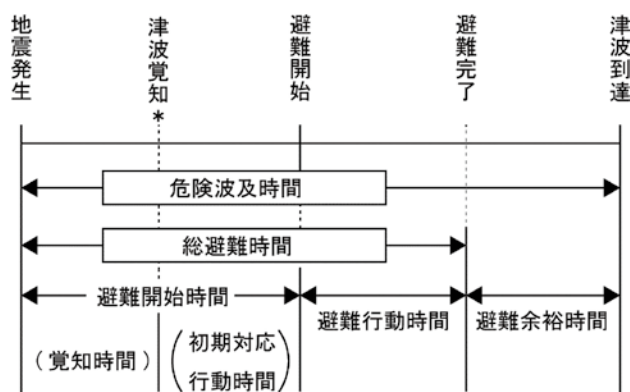 地震発生
津波覚知*
避難開始
避難完了
津波到達
危険波及時間
総避難時間
避難開始時間
避難行動時間
避難余裕時間
(覚知時間)
(初期対応
行動時間)